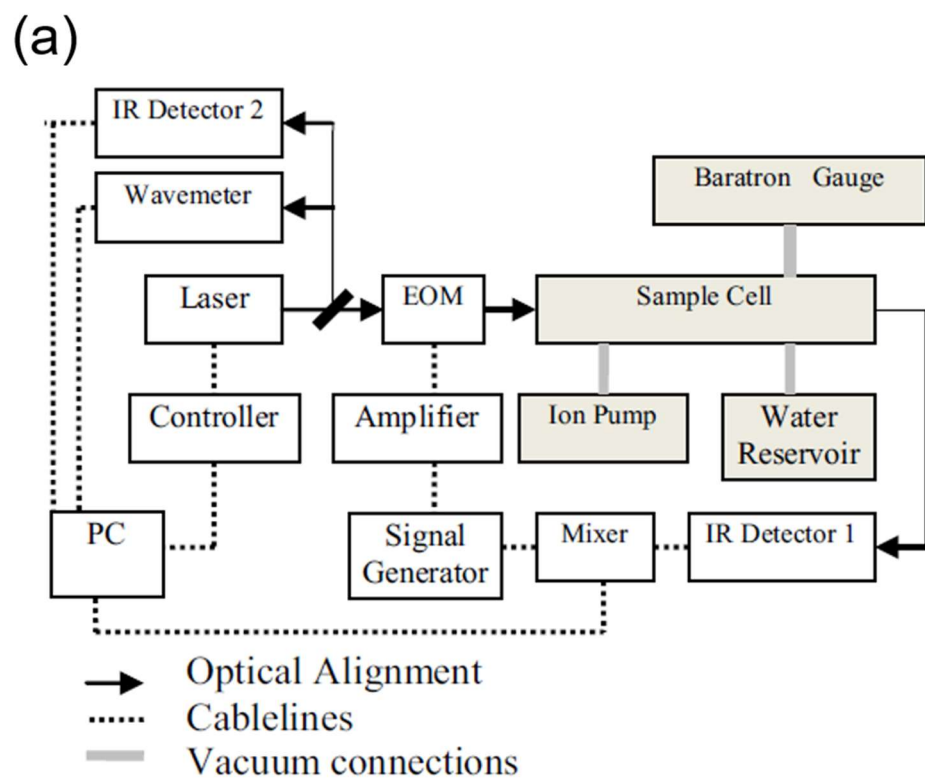 (a)
IR Detector 2
Wavemeter
Baratron Gauge
Laser
EOM
Sample Cell
Controller
Amplifier
Ion Pump
Water
Reservoir
PC
Signal
Generator
Mixer
IR Detector 1
Optical Alignment
Cablelines
Vacuum connections